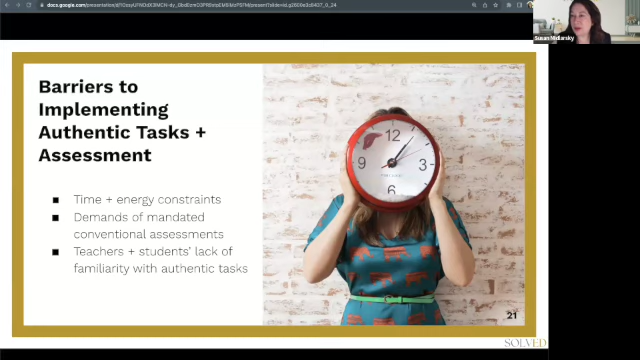 Susan Nidlarsky
Barriers to
Implementing
Authentic Tasks +
Assessment
■ Time + energy constraints
■ Demands of mandated
conventional assessments
■ Teachers + students' lack of
familiarity with authentic tasks
12
9
3
6
21
SOLVED